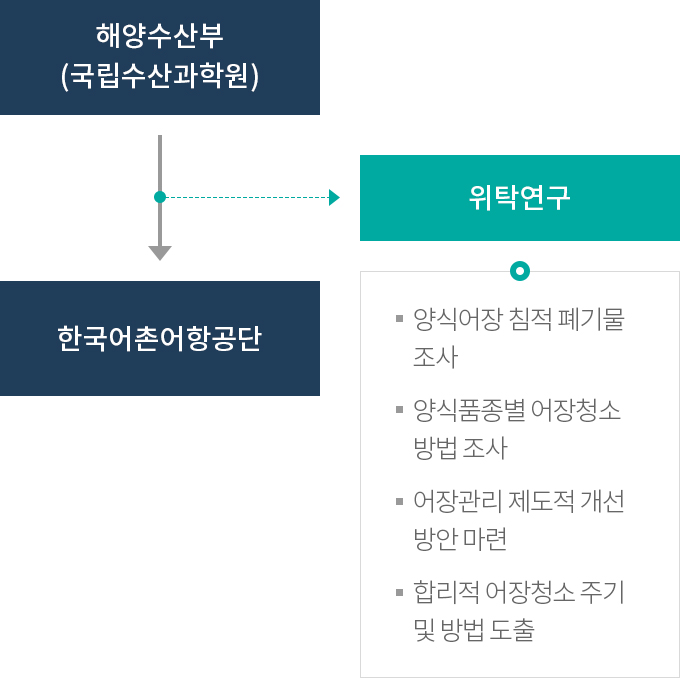 해양수산부
(국립수산과학원)
위탁연구
한국어촌어항공단
양식어장 침적 폐기물
조사
양식품종별 어장청소
방법 조사
어장관리 제도적 개선
방안 마련
합리적 어장청소 주기
및 방법 도출